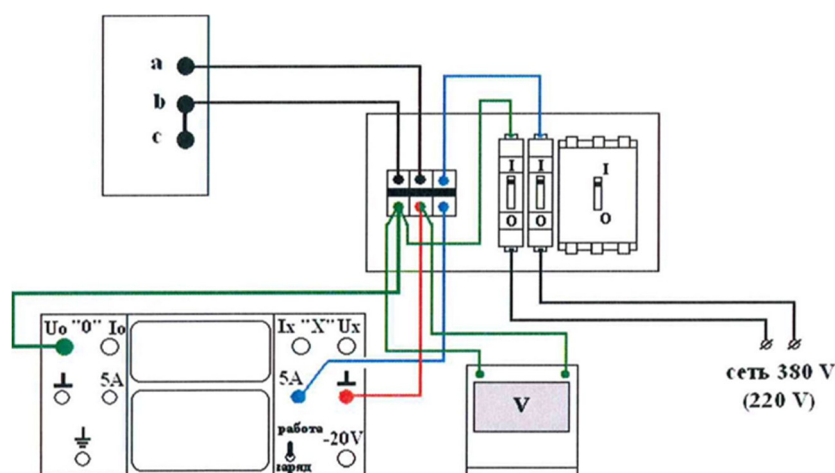 a
b
c
I I I
O O O
Uo "0" Io Ix "X" Ux
5A 5A
V
сеть 380 V
(220 V)
работа
-20V
заряд